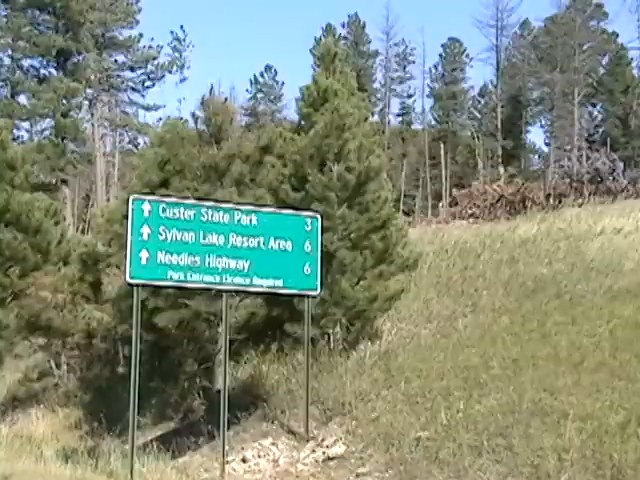 Custer State Park 3
Sylvan Lake Resort Area 6
Needles Highway 6
Park Entrance Licence Required